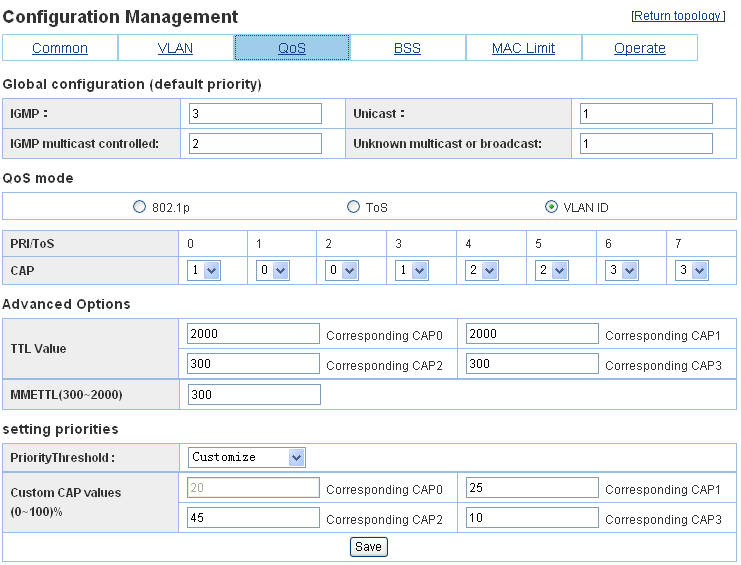 Configuration Management [Return topology]
Common VLAN QoS BSS MAC Limit Operate
Global configuration (default priority)
IGMP : 3 Unicast : 1
IGMP multicast controlled: 2 Unknown multicast or broadcast: 1
QoS mode
802.1p ToS VLAN ID
PRI/ToS 0 1 2 3 4 5 6 7
CAP 1 0 0 1 2 2 3 3
Advanced Options
TTL Value 2000 Corresponding CAP0 2000 Corresponding CAP1
300 Corresponding CAP2 300 Corresponding CAP3
MMETTL(300~2000) 300
setting priorities
PriorityThreshold : Customize
Custom CAP values (0~100)% 20 Corresponding CAP0 25 Corresponding CAP1
45 Corresponding CAP2 10 Corresponding CAP3
Save